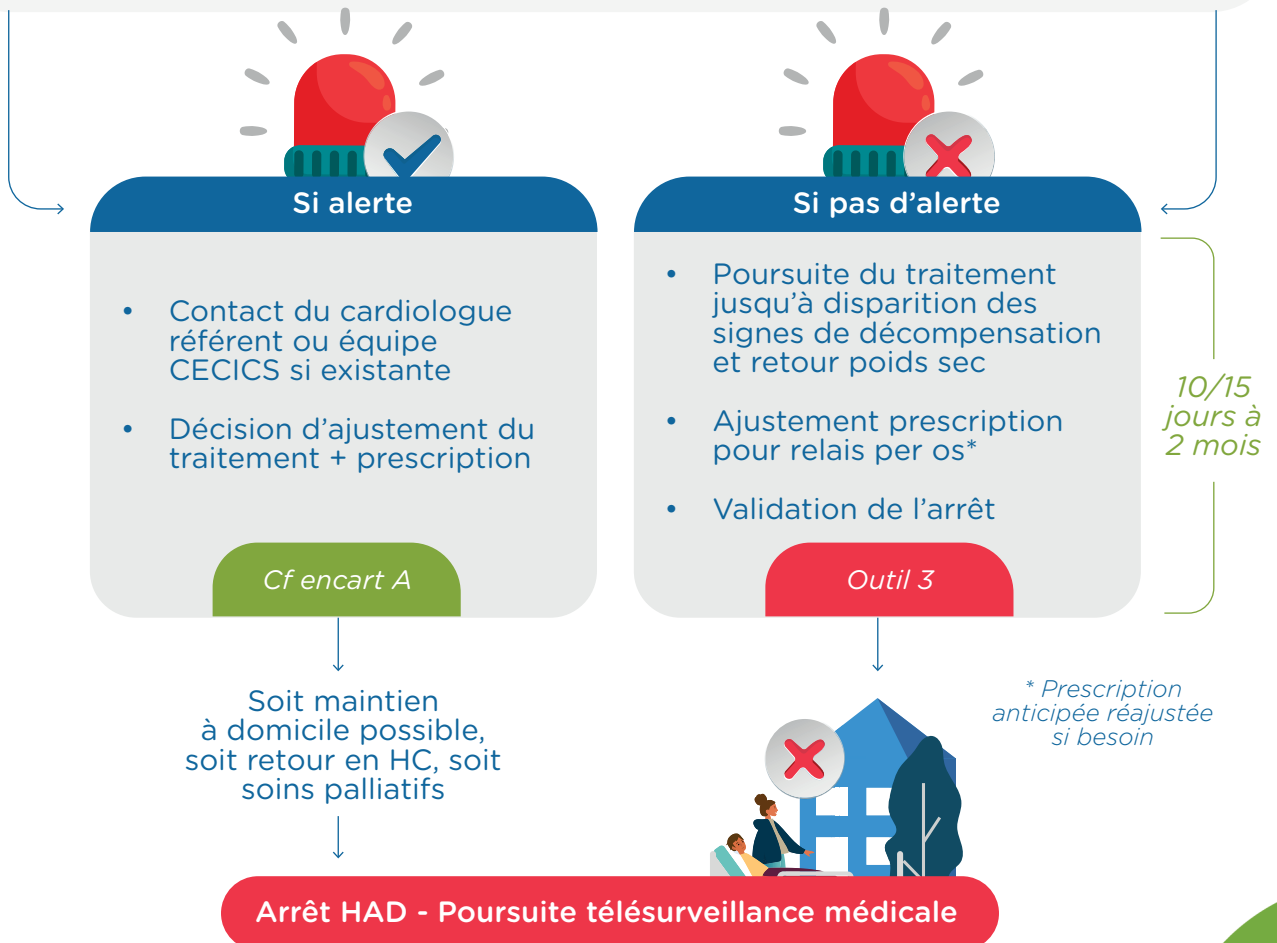 Si alerte
• Contact du cardiologue
référent ou équipe
CECICS si existante
• Décision d'ajustement du
traitement + prescription
Cf encart A
Soit maintien
à domicile possible,
soit retour en HC, soit
soins palliatifs
Si pas d'alerte
• Poursuite du traitement
jusqu'à disparition des
signes de décompensation
et retour poids sec
• Ajustement prescription
pour relais per os*
• Validation de l'arrêt
Outil 3
10/15
jours à
2 mois
* Prescription
anticipée réajustée
si besoin
Arrêt HAD - Poursuite télésurveillance médicale